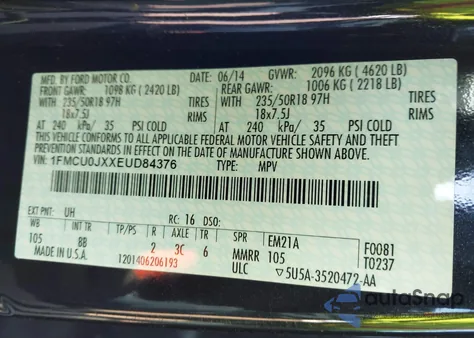 MFD. BY FORD MOTOR CO.
DATE: 06/14 GVWR: 2096 KG ( 4620 LB)
FRONT GAWR: 1098 KG ( 2420 LB)
REAR GAWR: 1006 KG ( 2218 LB)
WITH 235/50R18 97H TIRES WITH 235/50R18 97H TIRES
18x7.5J RIMS 18x7.5J RIMS
AT 240 kPa/ 35 PSI COLD AT 240 kPa/ 35 PSI COLD
THIS VEHICLE CONFORMS TO ALL APPLICABLE FEDERAL MOTOR VEHICLE SAFETY AND THEFT
PREVENTION STANDARDS IN EFFECT ON THE DATE OF MANUFACTURE SHOWN ABOVE.
VIN: 1FMCU0JXXEUD84376 TYPE: MPV
EXT PNT: UH RC: 16 DSO:
WB INT TR TP/PS R AXLE TR SPR EM21A F0081
105 8B 2 3C 6 MMRR 105 T0237
MADE IN U.S.A. 1201406206193 ULC ▽5U5A-3520472-AA
autoSnap